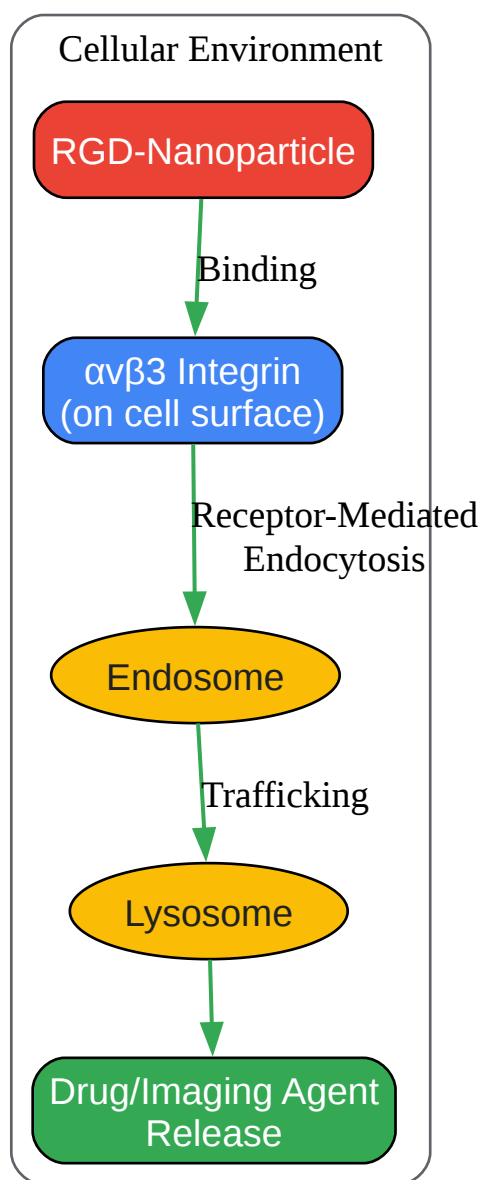 Cellular Environment
RGD-Nanoparticle
Binding
αvβ3 Integrin
(on cell surface)
Receptor-Mediated
Endocytosis
Endosome
Trafficking
Lysosome
Drug/Imaging Agent
Release